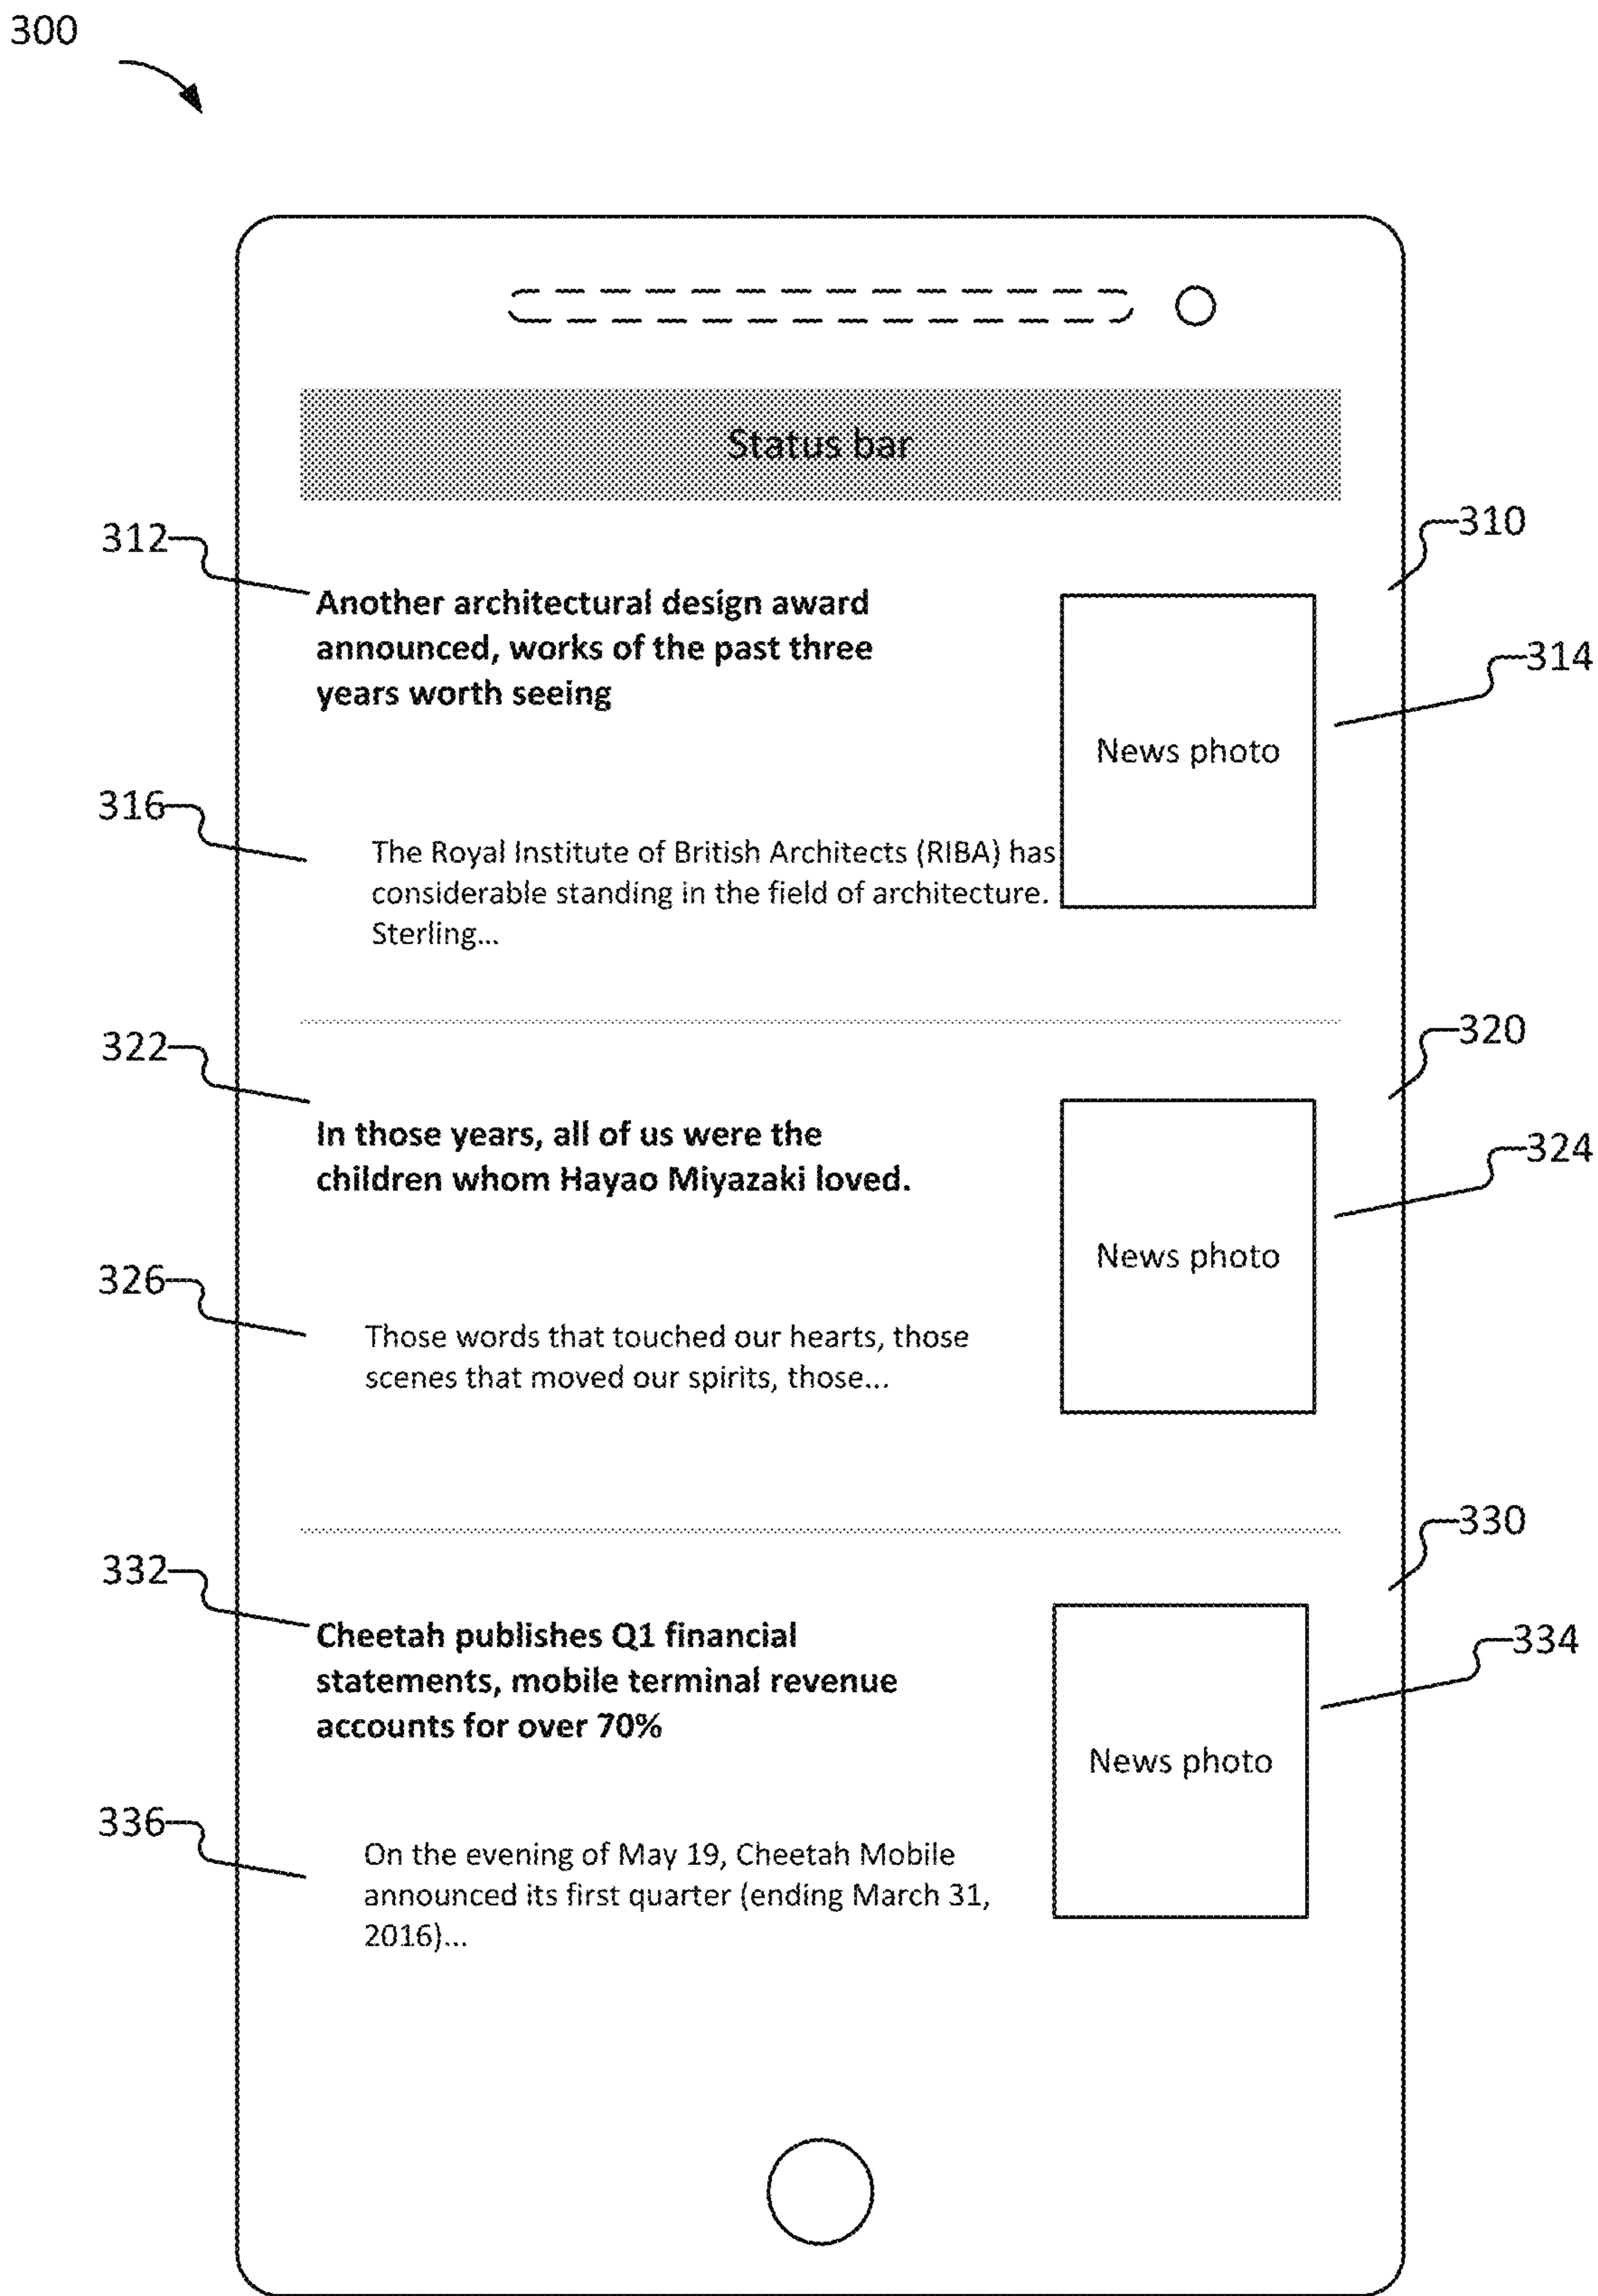 300
Status bar
312
310
Another architectural design award
announced, works of the past three
years worth seeing
314
News photo
316
The Royal Institute of British Architects (RIBA) has
considerable standing in the field of architecture.
Sterling...
322
320
In those years, all of us were the
children whom Hayao Miyazaki loved.
324
News photo
326
Those words that touched our hearts, those
scenes that moved our spirits, those...
332
330
Cheetah publishes Q1 financial
statements, mobile terminal revenue
accounts for over 70%
334
News photo
336
On the evening of May 19, Cheetah Mobile
announced its first quarter (ending March 31,
2016)...